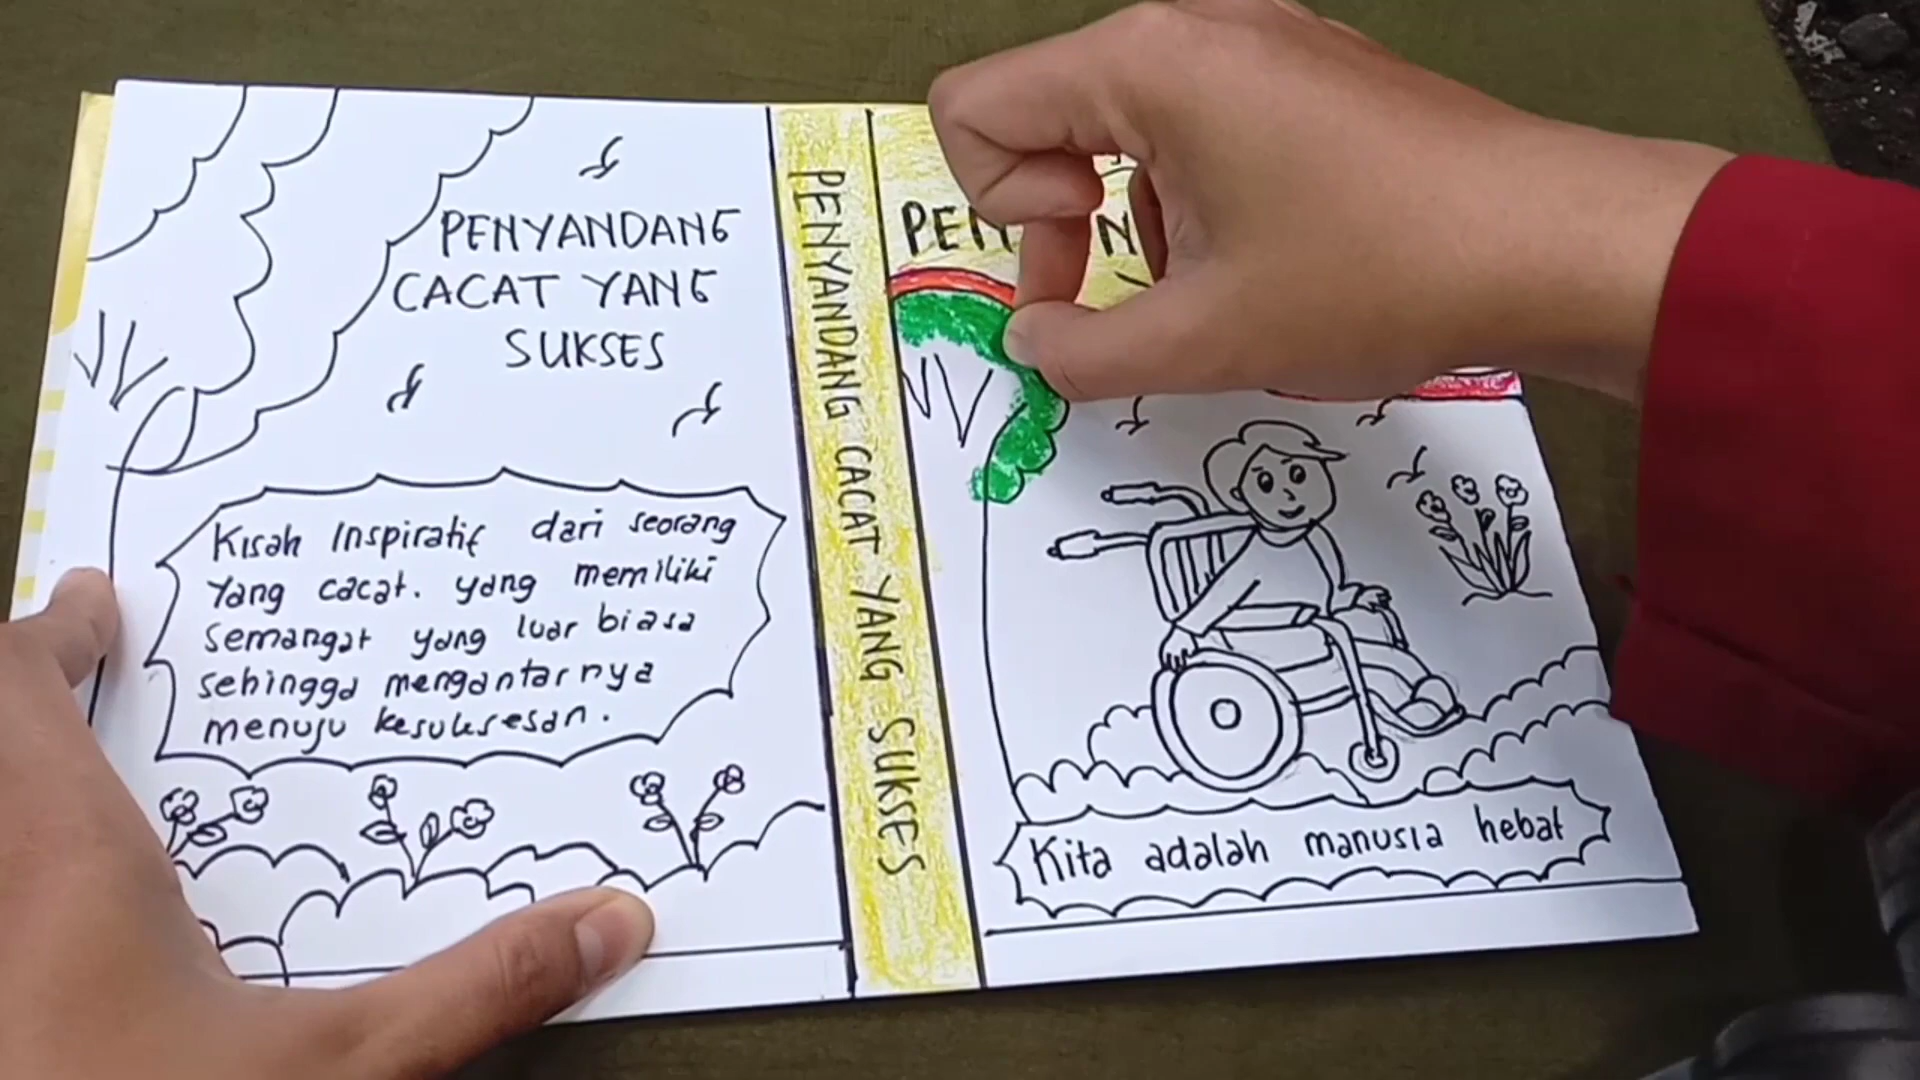 PENYANDANG
CACAT YANG
SUKSES
Kisah Inspiratif dari seorang
yang cacat. yang memiliki
semangat yang luar biasa
sehingga mengantarnya
menuju kesuksesan.
PENYANDANG CACAT YANG SUKSES
Kita adalah manusia hebat